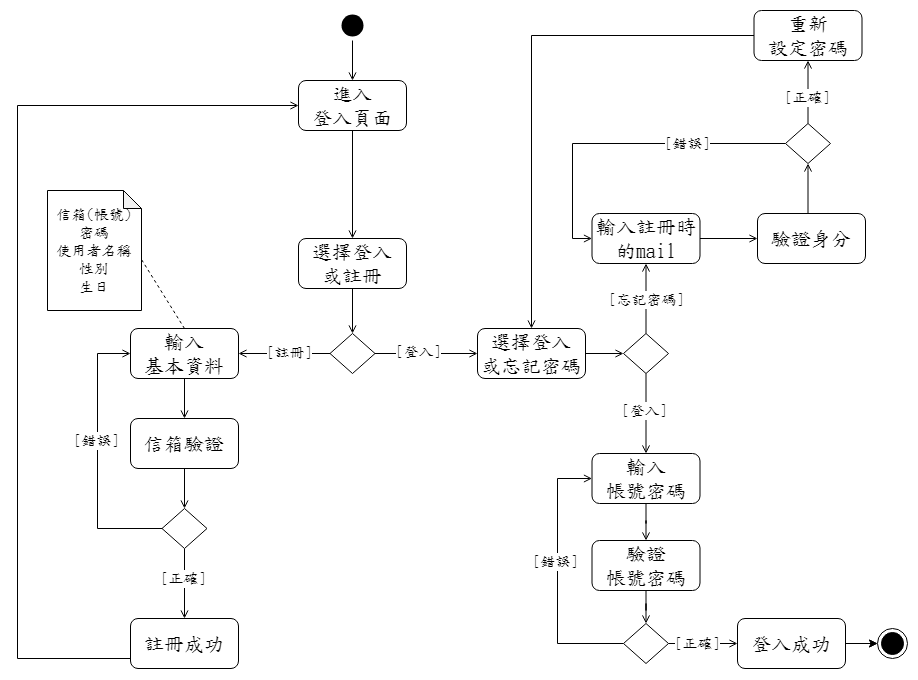 進入
登入頁面
選擇登入
或註冊
信箱(帳號)
密碼
使用者名稱
性別
生日
輸入
基本資料
[註冊]
[登入]
[錯誤]
信箱驗證
[正確]
註冊成功
重新
設定密碼
[正確]
[錯誤]
輸入註冊時
的mail
驗證身分
[忘記密碼]
選擇登入
或忘記密碼
[登入]
輸入
帳號密碼
[錯誤]
驗證
帳號密碼
[正確]
登入成功